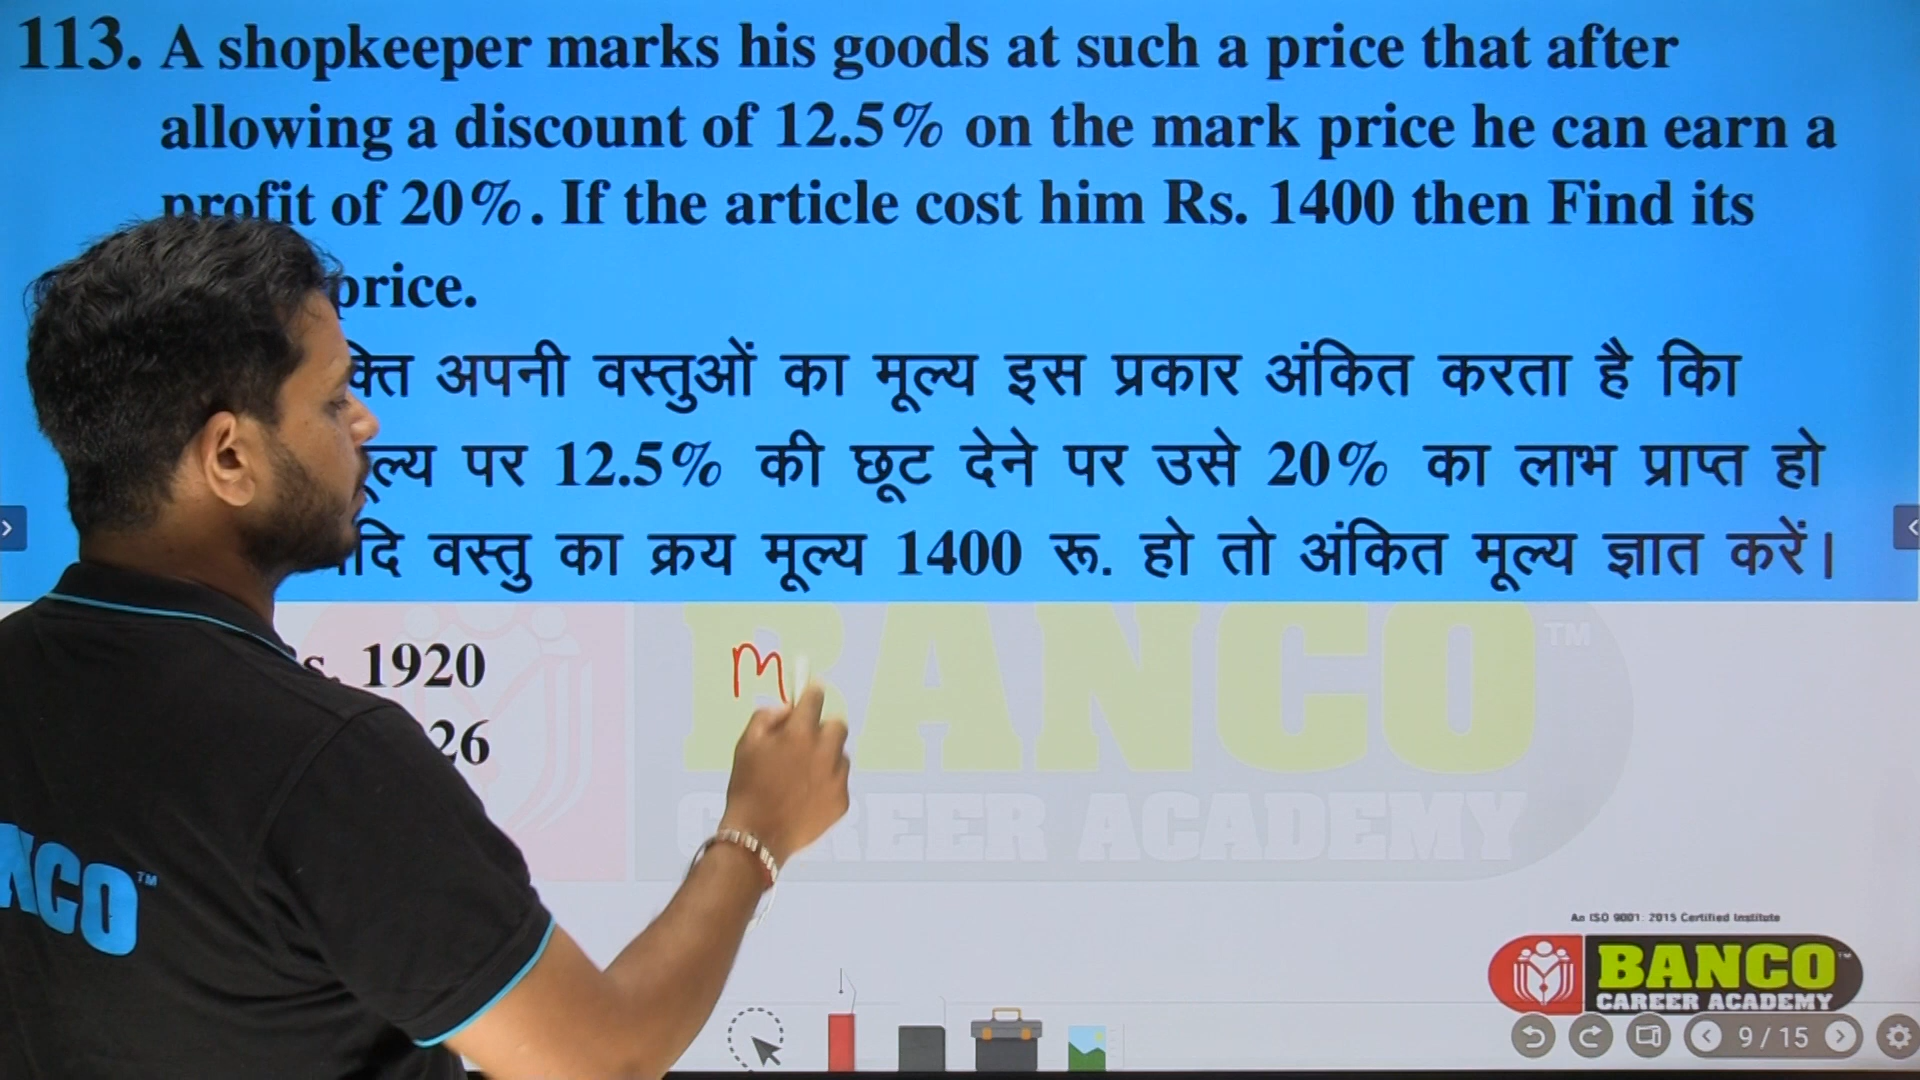 113. A shopkeeper marks his goods at such a price that after
allowing a discount of 12.5% on the mark price he can earn a
profit of 20%. If the article cost him Rs. 1400 then Find its
price.
अपनी वस्तुओं का मूल्य इस प्रकार अंकित करता है किा
पर 12.5% की छूट देने पर उसे 20% का लाभ प्राप्त हो
वस्तु का क्रय मूल्य 1400 रू. हो तो अंकित मूल्य ज्ञात करें।
1920
26
M
BANCO TM
CAREER ACADEMY
NCO TM
An ISO 9001: 2015 Certified Institute
BANCO
CAREER ACADEMY
9/15